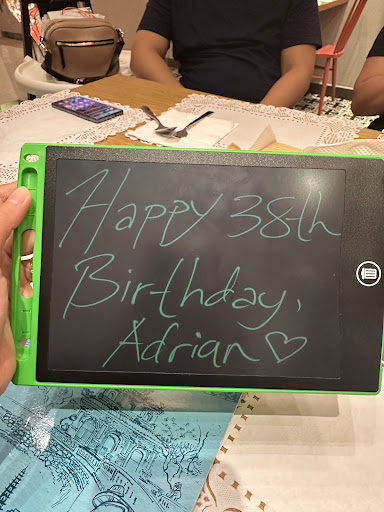 Happy 38th
Birthday,
Adrian ♡